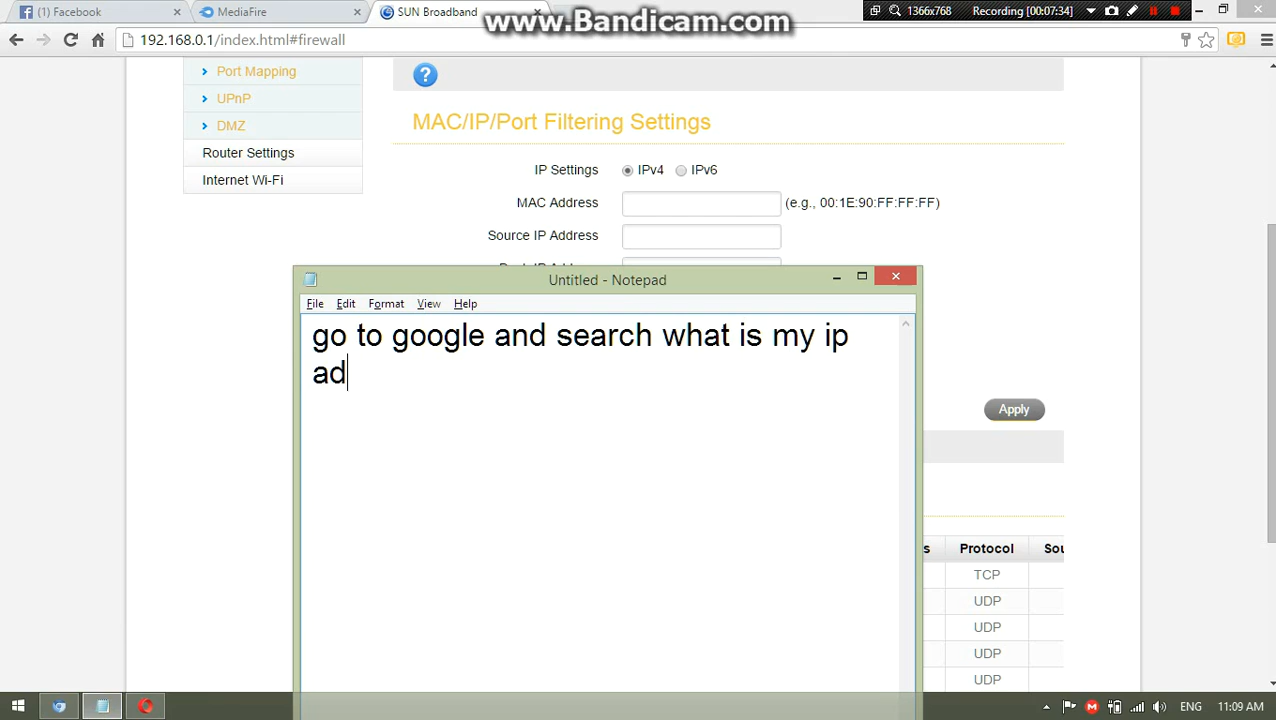 (1) Facebook
MediaFire
SUN Broadband
www.Bandicam.com
1366x768
Recording [00:07:34]
192.168.0.1/index.html#firewall
Port Mapping
UPnP
DMZ
Router Settings
Internet Wi-Fi
?
MAC/IP/Port Filtering Settings
IP Settings IPv4 IPv6
MAC Address (e.g., 00:1E:90:FF:FF:FF)
Source IP Address
Untitled - Notepad
File Edit Format View Help
go to google and search what is my ip
ad
Apply
s Protocol Sou
TCP
UDP
UDP
UDP
UDP
ENG 11:09 AM